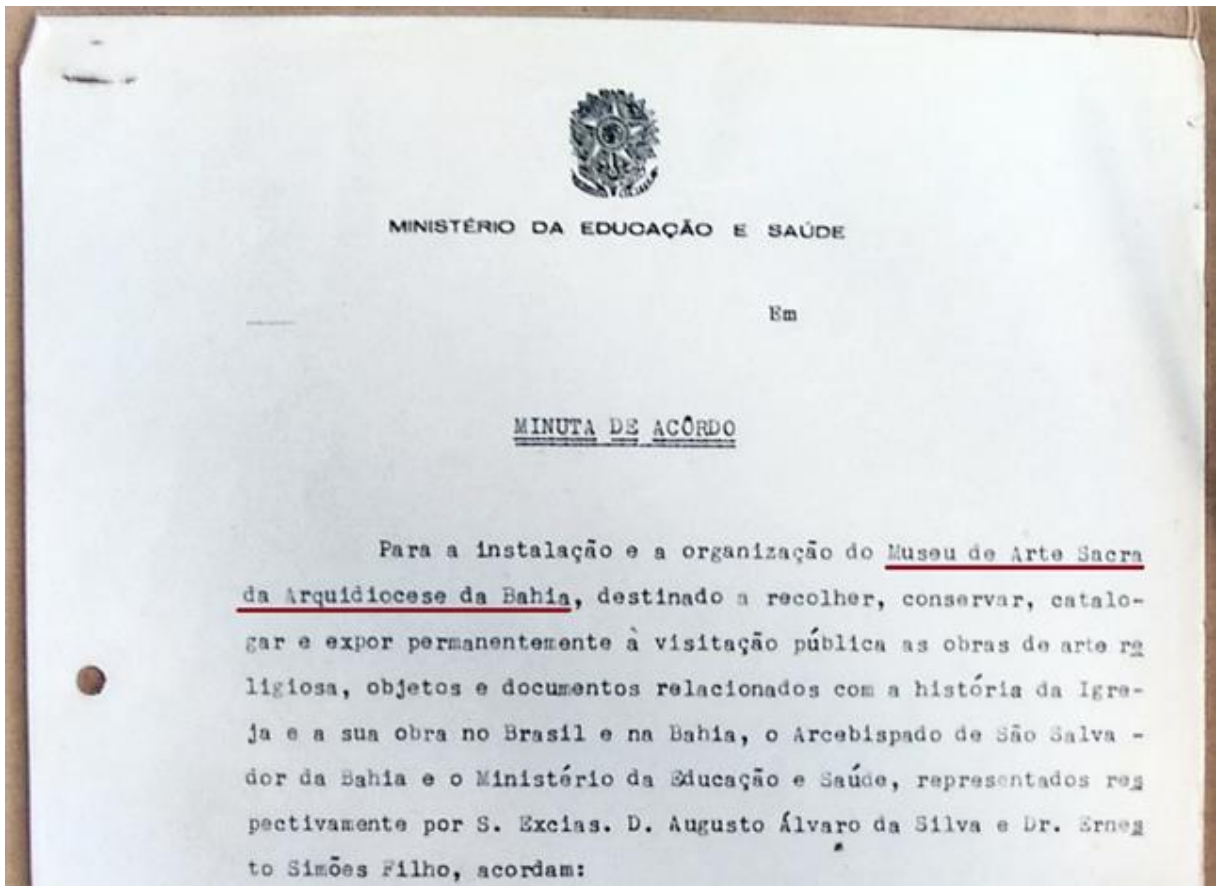 MINISTÉRIO DA EDUCAÇÃO E SAÚDE
Em
MINUTA DE ACÔRDO
Para a instalação e a organização do Museu de Arte Sacra
da Arquidiocese da Bahia, destinado a recolher, conservar, catalo-
gar e expor permanentemente à visitação pública as obras de arte re
ligiosa, objetos e documentos relacionados com a história da Igre-
ja e a sua obra no Brasil e na Bahia, o Arcebispado de São Salva -
dor da Bahia e o Ministério da Educação e Saúde, representados res
pectivamente por S. Excias. D. Augusto Álvaro da Silva e Dr. Ernes
to Simões Filho, acordam: